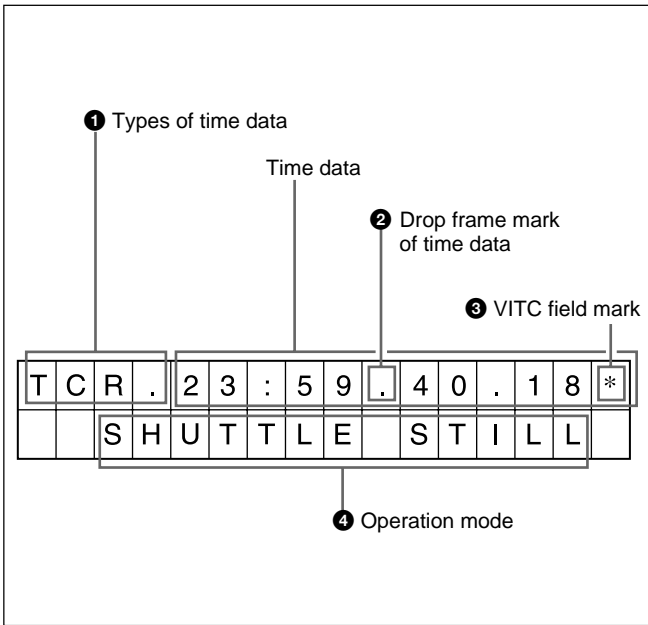 ❶ Types of time data
Time data
❷ Drop frame mark
of time data
❸ VITC field mark
TCR.23:59.40.18*
SHUTTLE STILL
❹ Operation mode